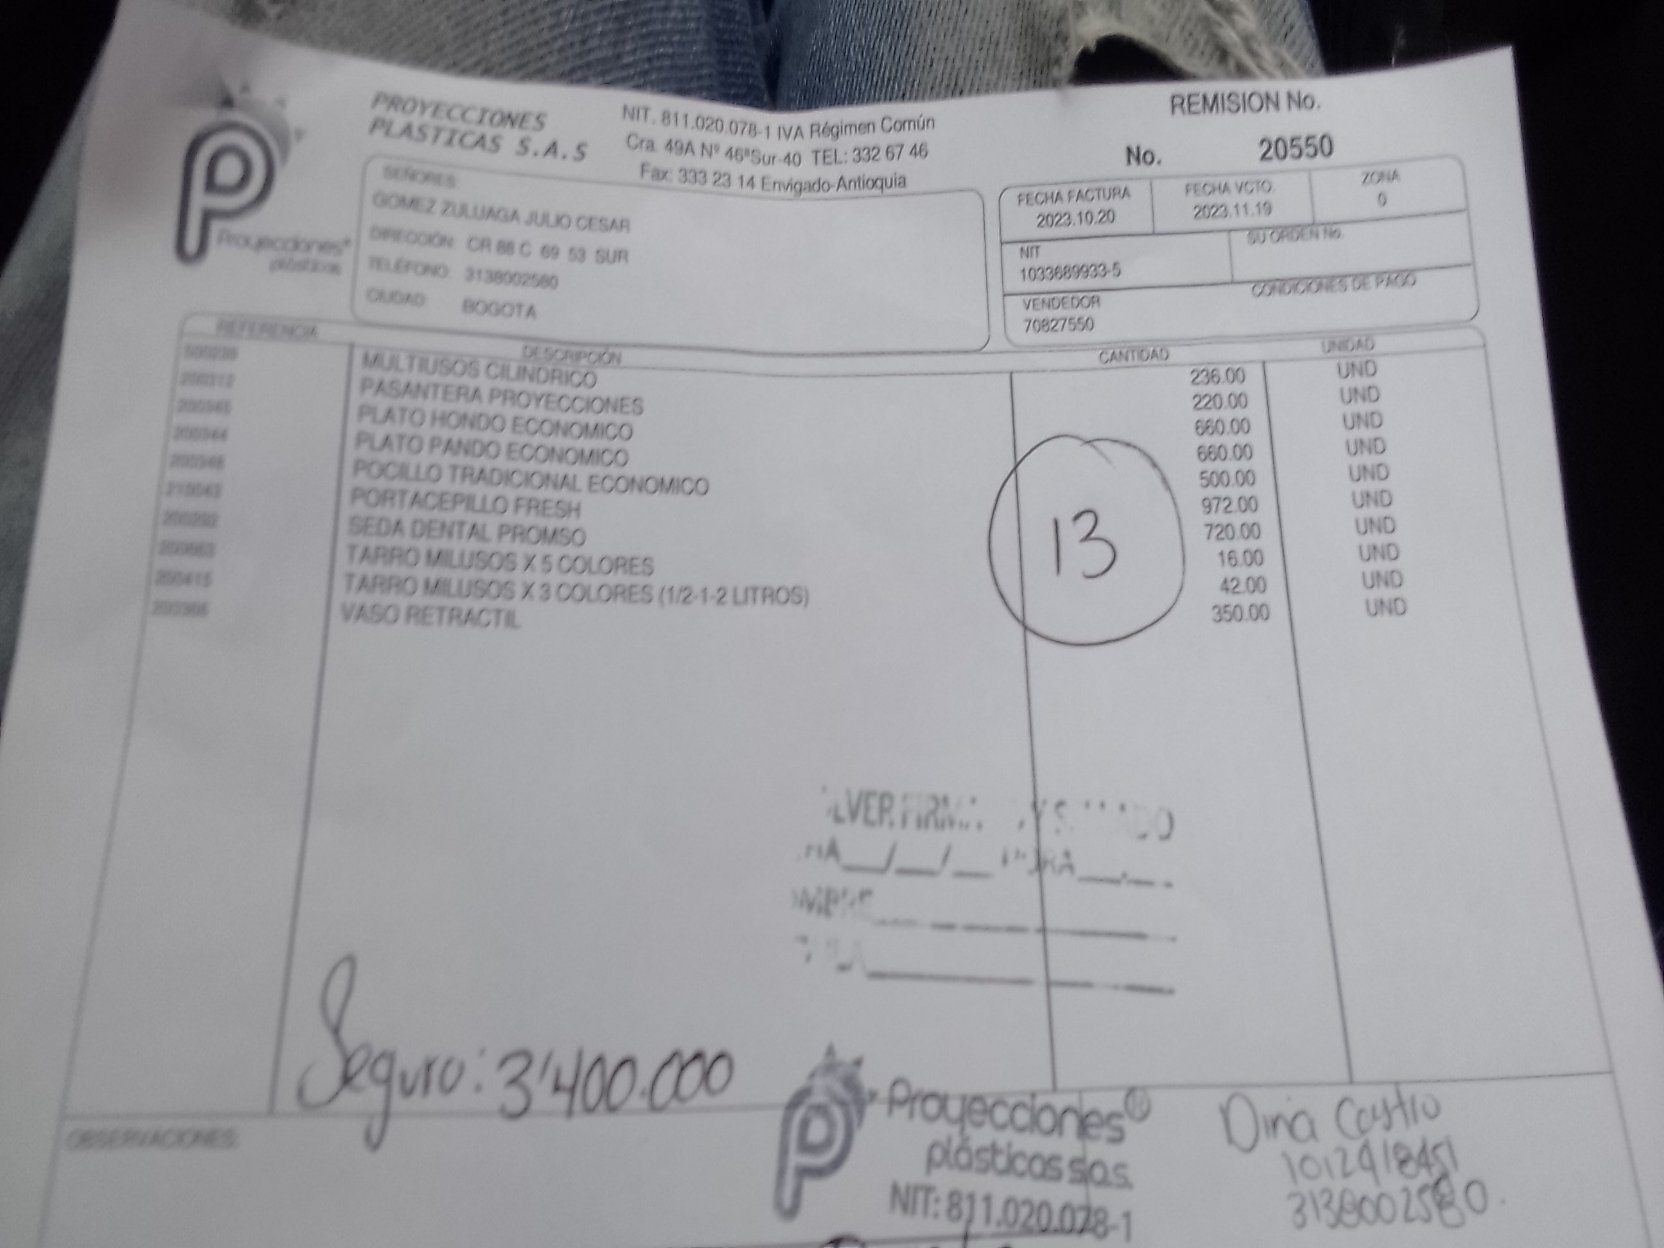 PROYECCIONES
PLASTICAS S.A.S
NIT. 811.020.078-1 IVA Régimen Común
Cra. 49A Nº 46ªSur-40 TEL: 332 67 46
Fax: 333 23 14 Envigado-Antioquia
REMISION No.
No. 20550
Proyecciones®
plásticas
SEÑORES:
GOMEZ ZULUAGA JULIO CESAR
DIRECCIÓN: CR 88 C 69 53 SUR
TELÉFONO: 3138002580
CIUDAD: BOGOTA
FECHA FACTURA
2023.10.20
FECHA VCTO.
2023.11.19
ZONA
0
NIT
1033689933-5
SU ORDEN No.
VENDEDOR
70827550
CONDICIONES DE PAGO
REFERENCIA DESCRIPCIÓN CANTIDAD UNIDAD
MULTIUSOS CILINDRICO 236.00 UND
PASANTERA PROYECCIONES 220.00 UND
PLATO HONDO ECONOMICO 660.00 UND
PLATO PANDO ECONOMICO 660.00 UND
POCILLO TRADICIONAL ECONOMICO 500.00 UND
PORTACEPILLO FRESH 972.00 UND
SEDA DENTAL PROMSO 720.00 UND
TARRO MILUSOS X 5 COLORES 16.00 UND
TARRO MILUSOS X 3 COLORES (1/2-1-2 LITROS) 42.00 UND
VASO RETRACTIL 350.00 UND
13
Seguro: 3'400.000
OBSERVACIONES:
Proyecciones®
plásticas s.a.s.
NIT: 811.020.078-1
Dina Castro
1012918451
3138002580.